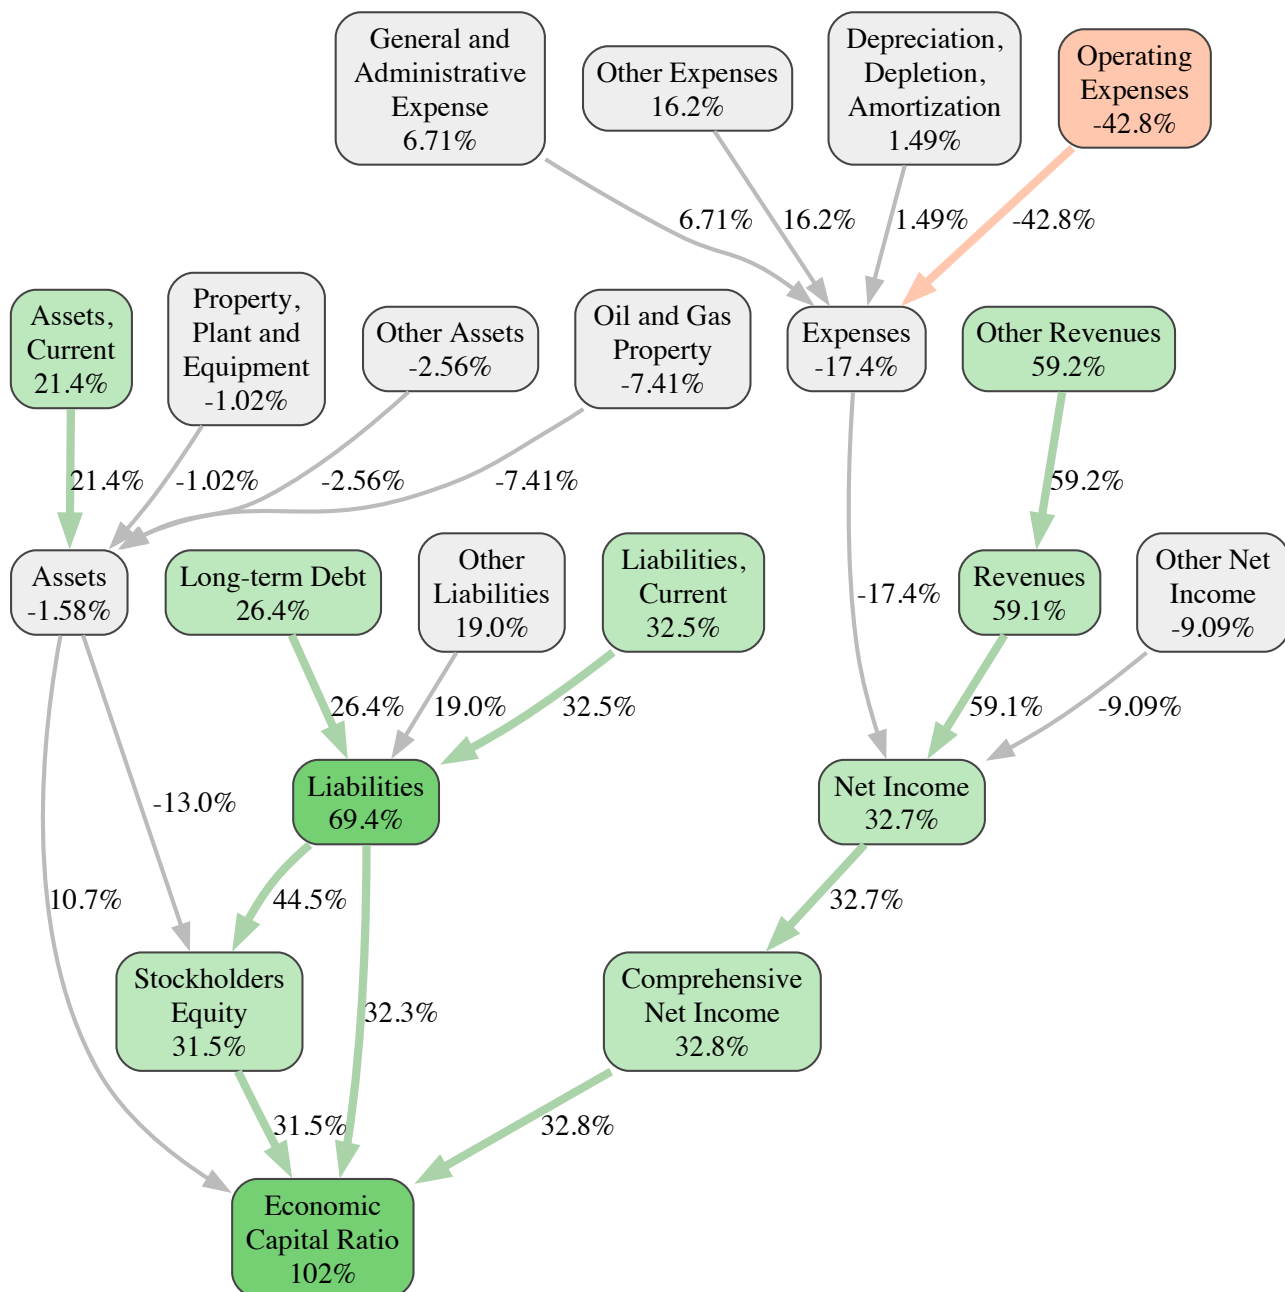 General and
Administrative
Expense
6.71%
Other Expenses
16.2%
Depreciation,
Depletion,
Amortization
1.49%
Operating
Expenses
-42.8%
6.71%
16.2%
1.49%
-42.8%
Assets,
Current
21.4%
Property,
Plant and
Equipment
-1.02%
Other Assets
-2.56%
Oil and Gas
Property
-7.41%
Expenses
-17.4%
Other Revenues
59.2%
21.4%
-1.02%
-2.56%
-7.41%
59.2%
Assets
-1.58%
Long-term Debt
26.4%
Other
Liabilities
19.0%
Liabilities,
Current
32.5%
-17.4%
Revenues
59.1%
Other Net
Income
-9.09%
26.4%
19.0%
32.5%
59.1%
-9.09%
-13.0%
Liabilities
69.4%
Net Income
32.7%
10.7%
44.5%
32.7%
Stockholders
Equity
31.5%
32.3%
Comprehensive
Net Income
32.8%
31.5%
32.8%
Economic
Capital Ratio
102%